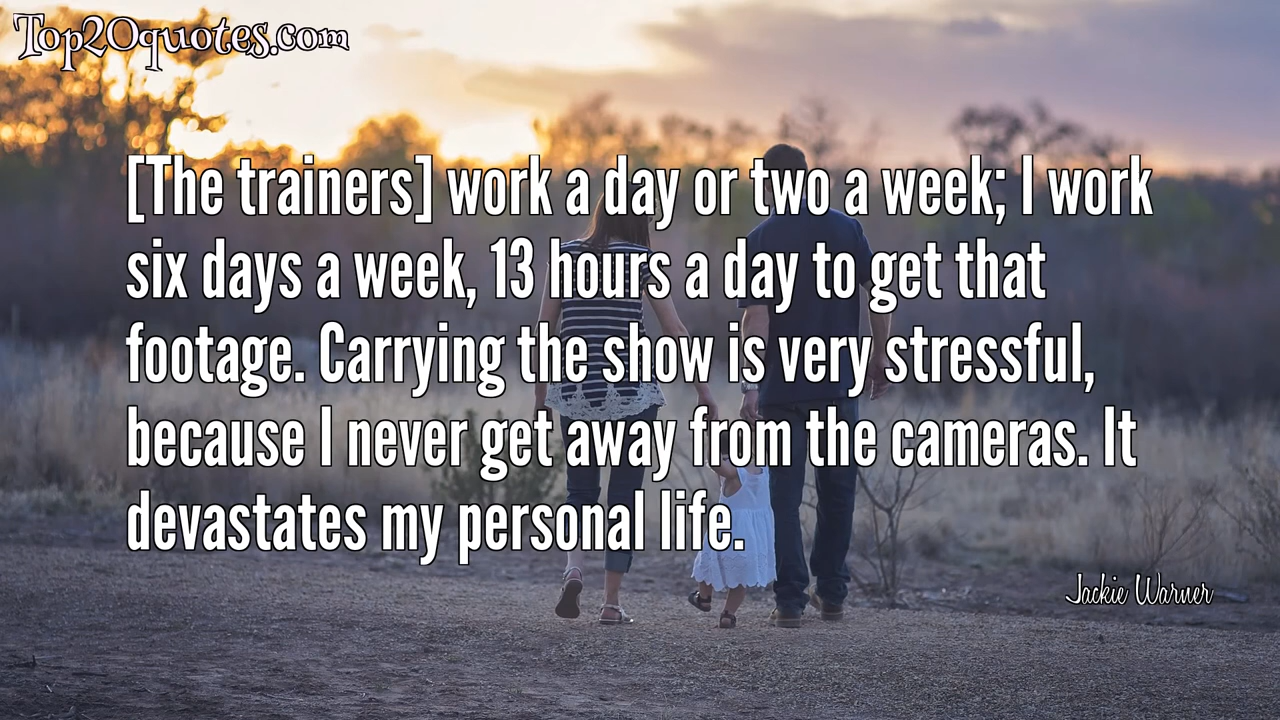 Top20quotes.com
[The trainers] work a day or two a week; I work
six days a week, 13 hours a day to get that
footage. Carrying the show is very stressful,
because I never get away from the cameras. It
devastates my personal life.
Jackie Warner